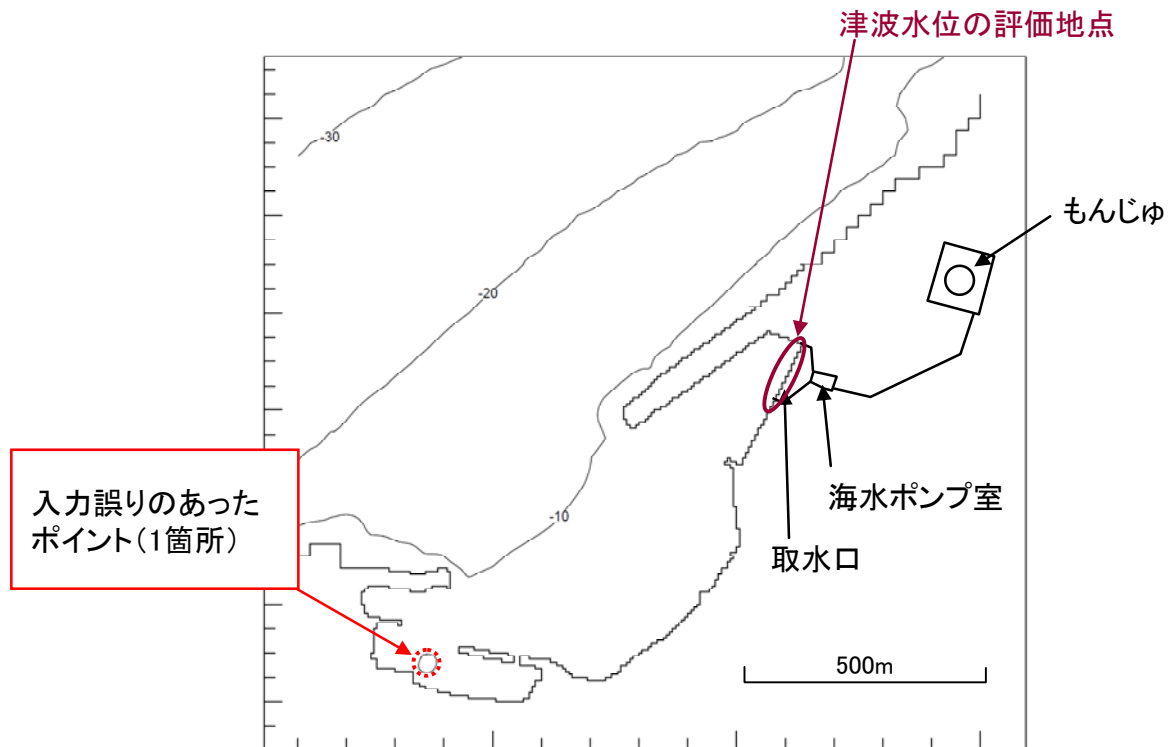 津波水位の評価地点
-30
もんじゅ
-20
入力誤りのあった
ポイント（1箇所）
-10
海水ポンプ室
取水口
500m